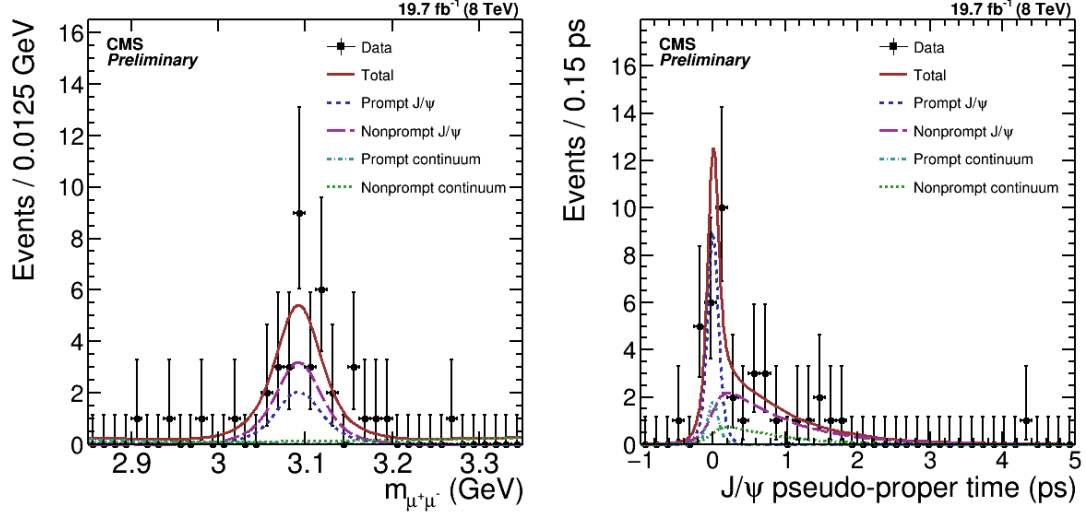 19.7 fb⁻¹ (8 TeV)
CMS
Preliminary
Data
Total
Prompt J/ψ
Nonprompt J/ψ
Prompt continuum
Nonprompt continuum
Events / 0.0125 GeV
16
14
12
10
8
6
4
2
0
2.9 3 3.1 3.2 3.3
m_μ⁺μ⁻ (GeV)
19.7 fb⁻¹ (8 TeV)
CMS
Preliminary
Data
Total
Prompt J/ψ
Nonprompt J/ψ
Prompt continuum
Nonprompt continuum
Events / 0.15 ps
16
14
12
10
8
6
4
2
0
−1 0 1 2 3 4 5
J/ψ pseudo-proper time (ps)